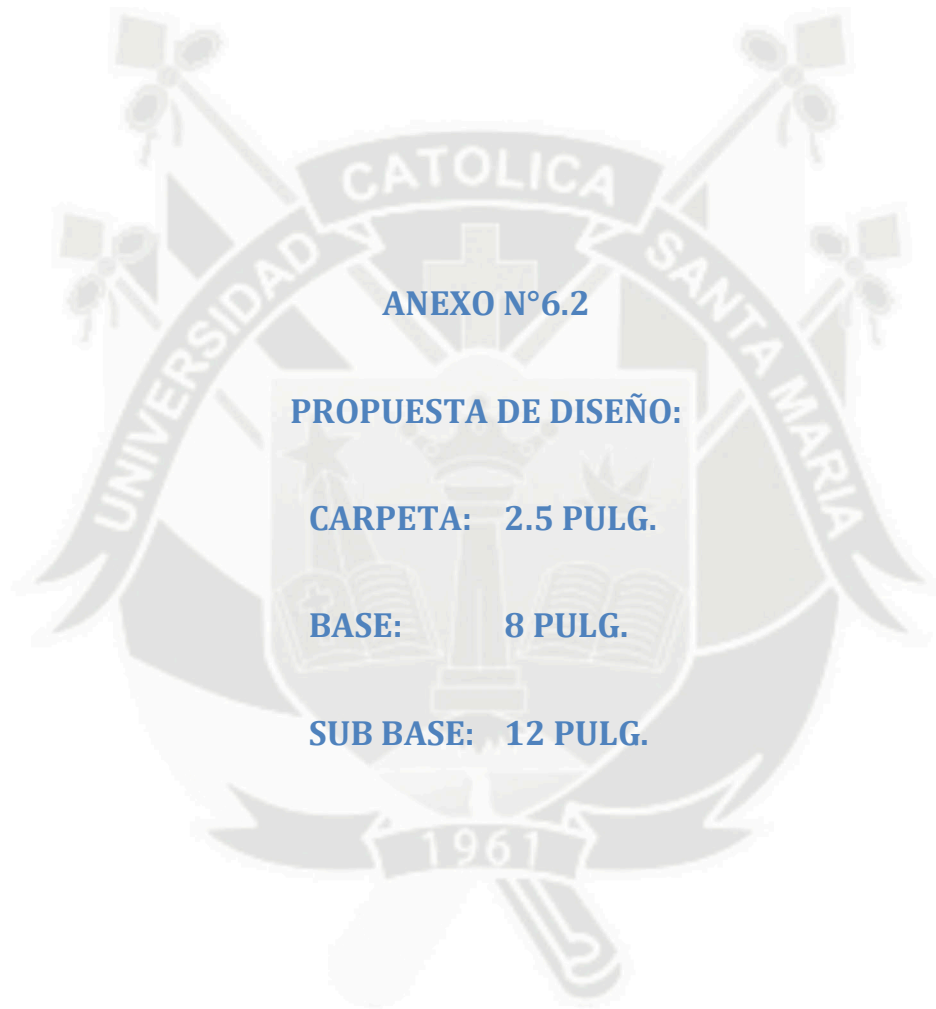 CATOLICA
UNIVERSIDAD
SANTA MARIA
ANEXO N°6.2
PROPUESTA DE DISEÑO:
CARPETA: 2.5 PULG.
BASE: 8 PULG.
SUB BASE: 12 PULG.
1961